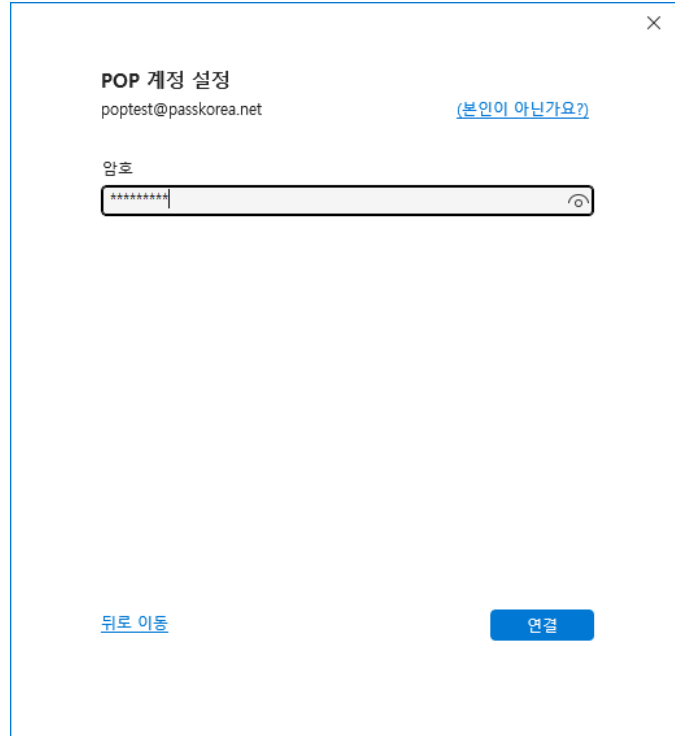 POP 계정 설정
poptest@passkorea.net (본인이 아닌가요?)
암호
*********
뒤로 이동 연결